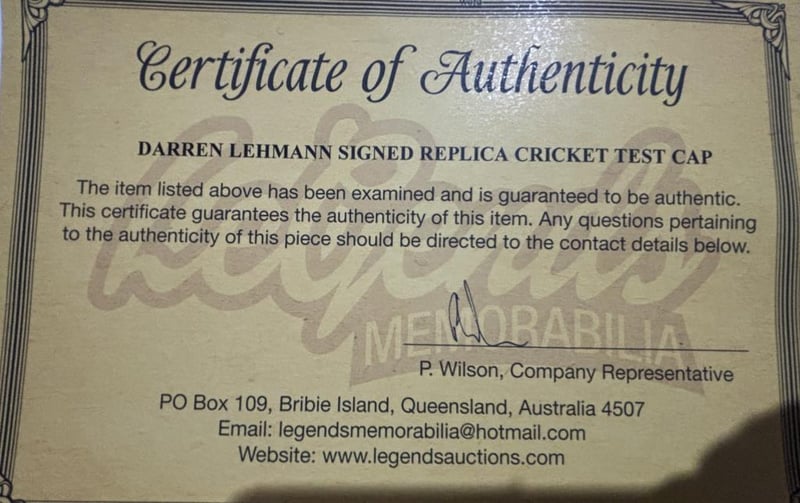 Certificate of Authenticity
DARREN LEHMANN SIGNED REPLICA CRICKET TEST CAP
The item listed above has been examined and is guaranteed to be authentic.
This certificate guarantees the authenticity of this item. Any questions pertaining
to the authenticity of this piece should be directed to the contact details below.
Legends
MEMORABILIA
P. Wilson, Company Representative
PO Box 109, Bribie Island, Queensland, Australia 4507
Email: legendsmemorabilia@hotmail.com
Website: www.legendsauctions.com